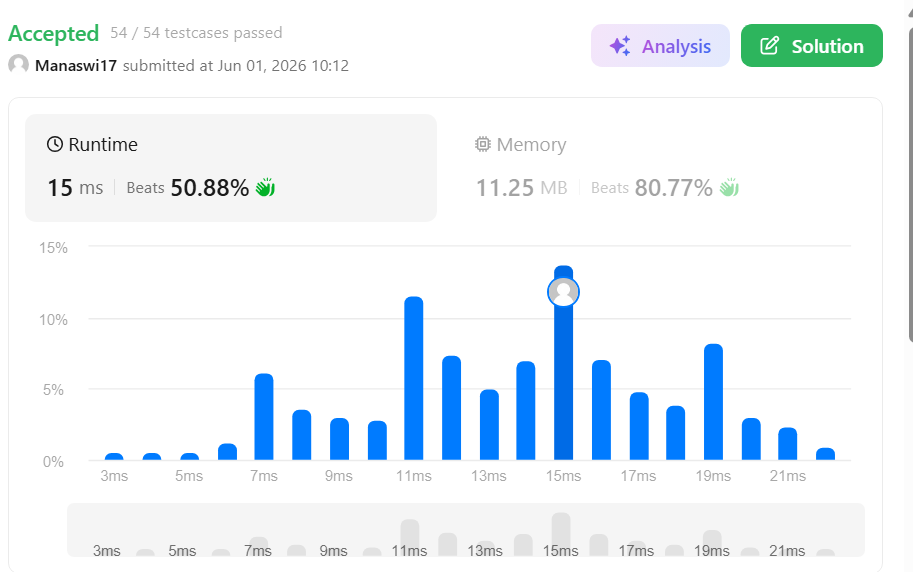 Accepted 54 / 54 testcases passed
Manaswi17 submitted at Jun 01, 2026 10:12
Analysis
Solution
Runtime
15 ms Beats 50.88%
Memory
11.25 MB Beats 80.77%
15%
10%
5%
0%
3ms 5ms 7ms 9ms 11ms 13ms 15ms 17ms 19ms 21ms
3ms 5ms 7ms 9ms 11ms 13ms 15ms 17ms 19ms 21ms